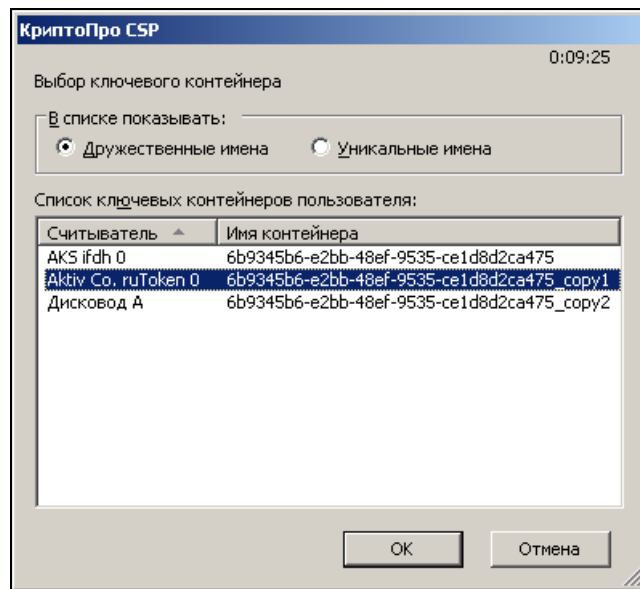 КриптоПро CSP
0:09:25
Выбор ключевого контейнера
В списке показывать:
Дружественные имена Уникальные имена
Список ключевых контейнеров пользователя:
Считыватель Имя контейнера
AKS ifdh 0 6b9345b6-e2bb-48ef-9535-ce1d8d2ca475
Aktiv Co. ruToken 0 6b9345b6-e2bb-48ef-9535-ce1d8d2ca475_copy1
Дисковод A 6b9345b6-e2bb-48ef-9535-ce1d8d2ca475_copy2
OK Отмена